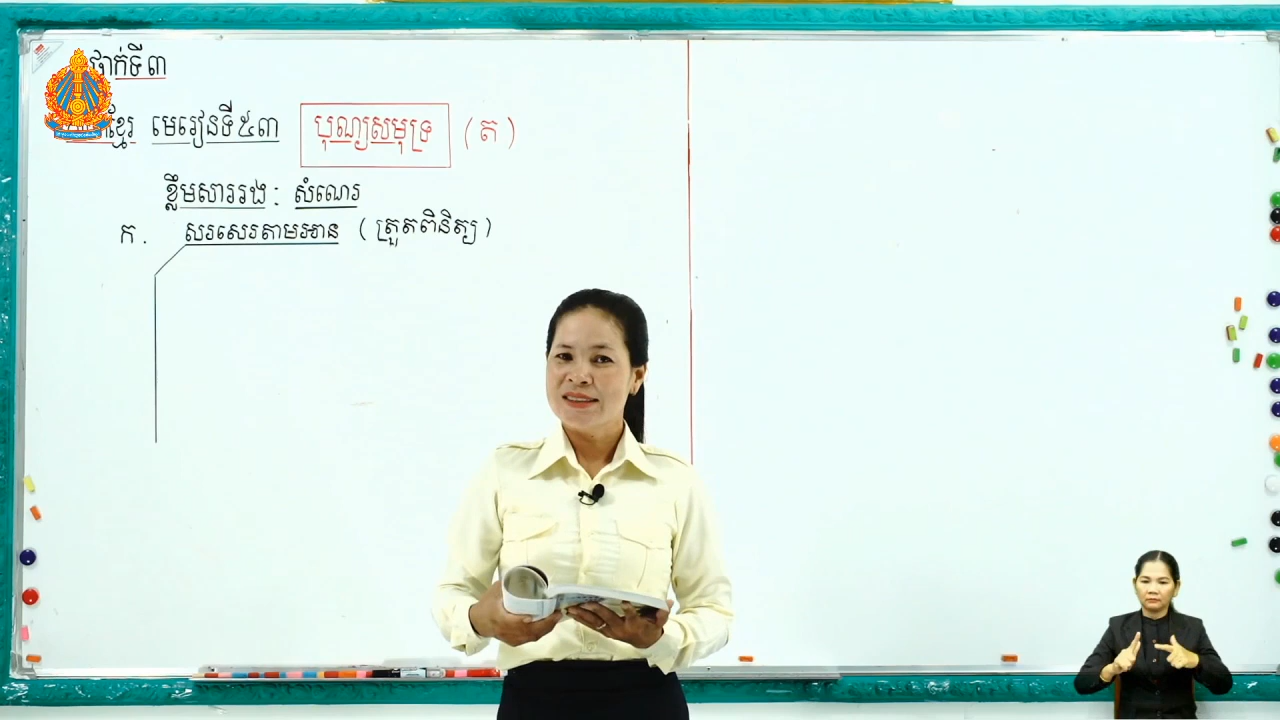 ថ្នាក់ទី ៣
ខ្មែរ មេរៀនទី ៥៣ បុណ្យសមុទ្រ (ត)
ខ្លឹមសាររង : សំណេរ
ក . សរសេរតាមអាន (ត្រួតពិនិត្យ)